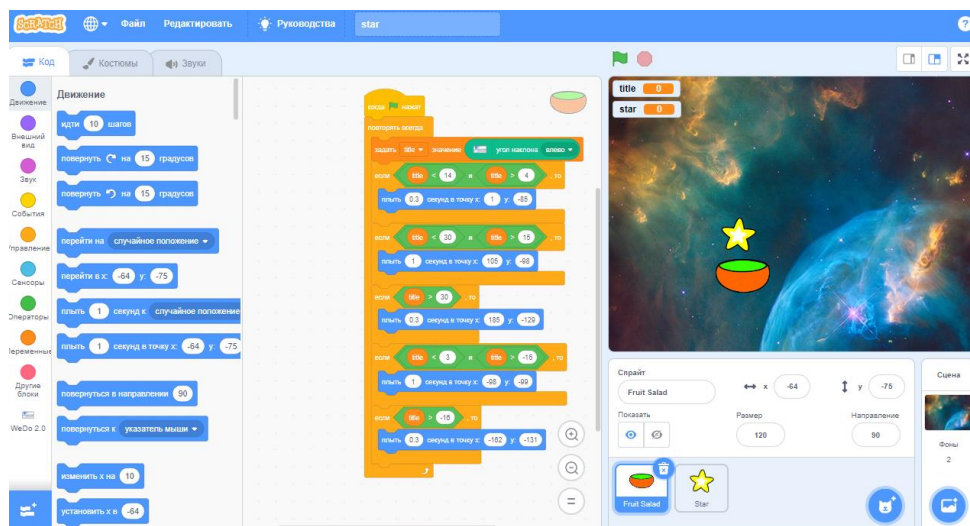 SCRATCH Файл Редактировать Руководства star
Код Костюмы Звуки
Движение
Внешний вид
Звук
События
Управление
Сенсоры
Операторы
Переменные
Другие блоки
WeDo 2.0
Движение
идти 10 шагов
повернуть на 15 градусов
повернуть на 15 градусов
перейти на случайное положение
перейти в x: -64 y: -75
плыть 1 секунд к случайное положение
плыть 1 секунд в точку x: -64 y: -75
повернуться в направлении 90
повернуться к указатель мыши
изменить x на 10
установить x в -64
когда нажат
повторять всегда
задать title значение угол наклона влево
если title < 14 и title > 4 , то
плыть 0.3 секунд в точку x: 1 y: -85
если title < 30 и title > 15 , то
плыть 1 секунд в точку x: 105 y: -98
если title > 30 , то
плыть 0.3 секунд в точку x: 185 y: -129
если title < 3 и title > -15 , то
плыть 1 секунд в точку x: -98 y: -99
если title > -15 , то
плыть 0.3 секунд в точку x: -182 y: -131
title 0
star 0
Спрайт
Fruit Salad x -64 y -75
Показать Размер Направление
120 90
Fruit Salad Star
Сцена
Фоны
2